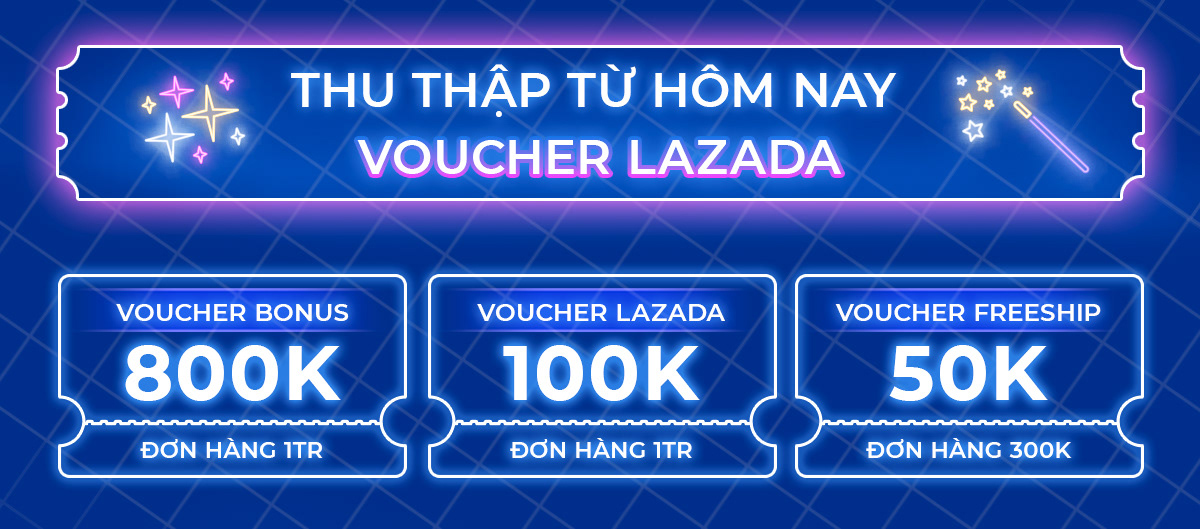 THU THẬP TỪ HÔM NAY
VOUCHER LAZADA
VOUCHER BONUS
800K
ĐƠN HÀNG 1TR
VOUCHER LAZADA
100K
ĐƠN HÀNG 1TR
VOUCHER FREESHIP
50K
ĐƠN HÀNG 300K